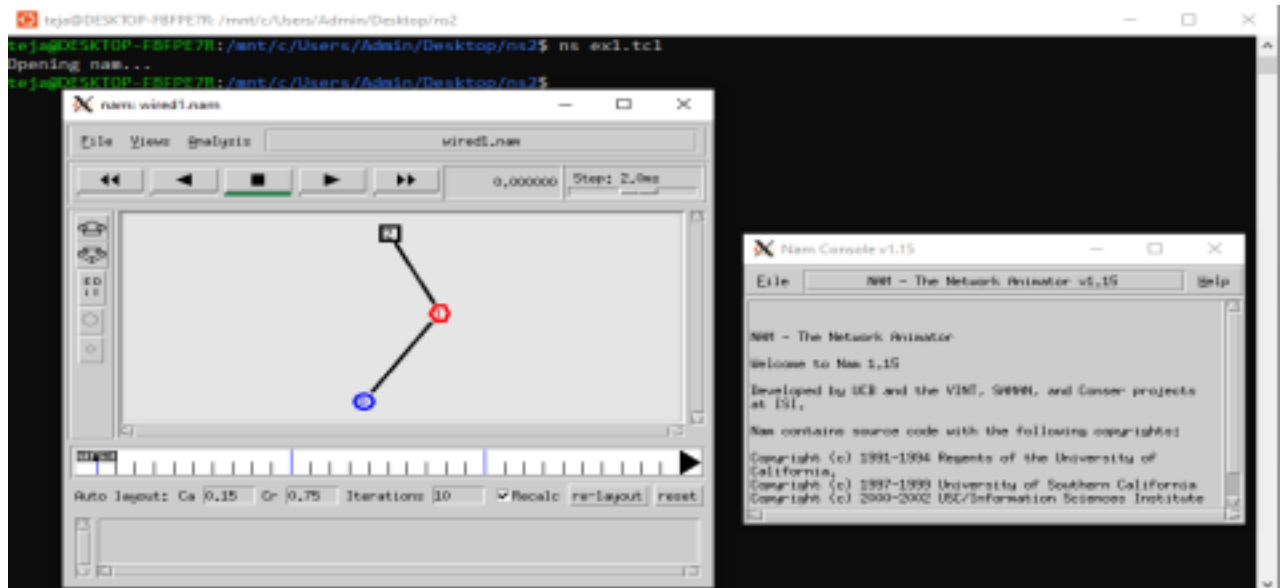 teja@DESKTOP-FBFPE7R: /mnt/c/Users/Admin/Desktop/ns2
teja@DESKTOP-FBFPE7R:/mnt/c/Users/Admin/Desktop/ns2$ ns ex1.tcl
Opening nam...
teja@DESKTOP-FBFPE7R:/mnt/c/Users/Admin/Desktop/ns2$
nam: wired1.nam
File Views Analysis wired1.nam
0.000000 Step: 2.0ms
2
1
ED
IT
Auto layout: Ca 0.15 Cr 0.75 Iterations 10 Recalc re-layout reset
Nam Console v1.15
File NAM - The Network Animator v1.15 Help
NAM - The Network Animator
Welcome to Nam 1.15
Developed by UCB and the VINT, SAMAN, and Conser projects
at ISI.
Nam contains source code with the following copyrights:
Copyright (c) 1991-1994 Regents of the University of
California.
Copyright (c) 1997-1999 University of Southern California
Copyright (c) 2000-2002 USC/Information Sciences Institute